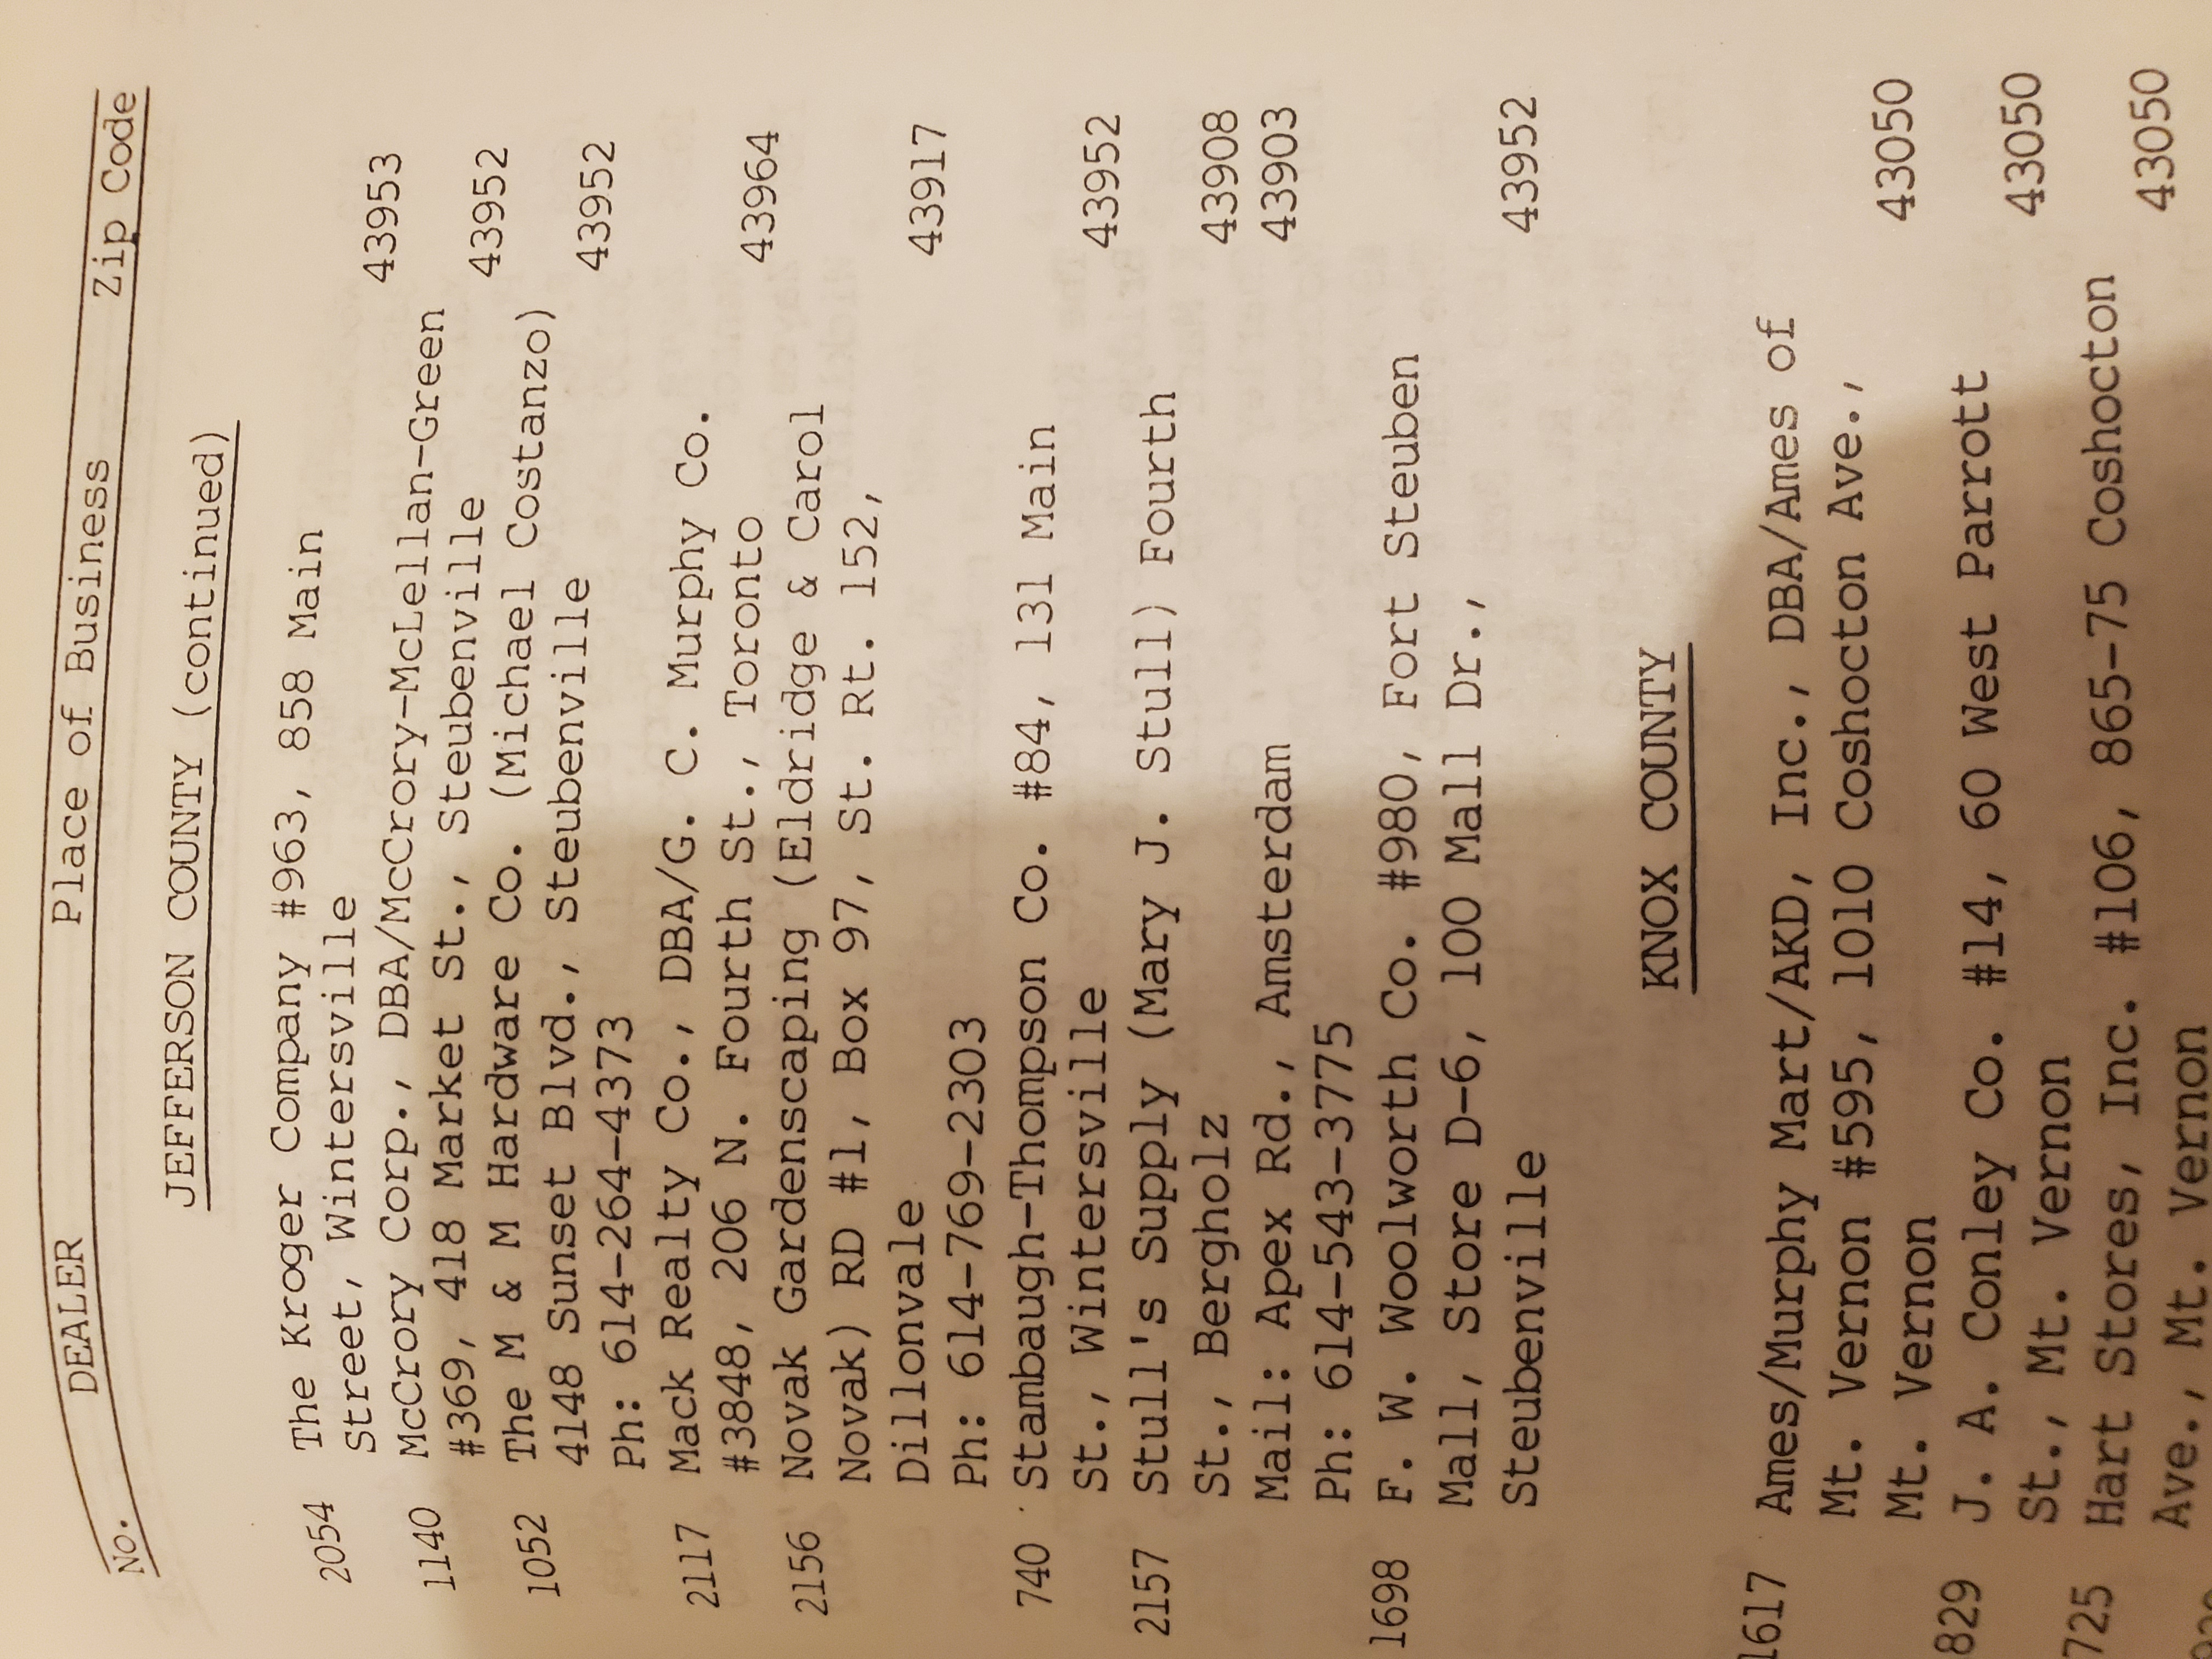 No. DEALER Place of Business Zip Code
JEFFERSON COUNTY (continued)
2054 The Kroger Company #963, 858 Main
Street, Wintersville 43953
1140 McCrory Corp., DBA/McCrory-McLellan-Green
#369, 418 Market St., Steubenville 43952
1052 The M & M Hardware Co. (Michael Costanzo)
4148 Sunset Blvd., Steubenville 43952
Ph: 614-264-4373
2117 Mack Realty Co., DBA/G. C. Murphy Co.
#3848, 206 N. Fourth St., Toronto 43964
2156 Novak Gardenscaping (Eldridge & Carol
Novak) RD #1, Box 97, St. Rt. 152,
Dillonvale 43917
Ph: 614-769-2303
740 Stambaugh-Thompson Co. #84, 131 Main
St., Wintersville 43952
2157 Stull's Supply (Mary J. Stull) Fourth
St., Bergholz 43908
Mail: Apex Rd., Amsterdam 43903
Ph: 614-543-3775
1698 F. W. Woolworth Co. #980, Fort Steuben
Mall, Store D-6, 100 Mall Dr.,
Steubenville 43952
KNOX COUNTY
1617 Ames/Murphy Mart/AKD, Inc., DBA/Ames of
Mt. Vernon #595, 1010 Coshocton Ave.,
Mt. Vernon 43050
829 J. A. Conley Co. #14, 60 West Parrott
St., Mt. Vernon 43050
725 Hart Stores, Inc. #106, 865-75 Coshocton
Ave., Mt. Vernon 43050